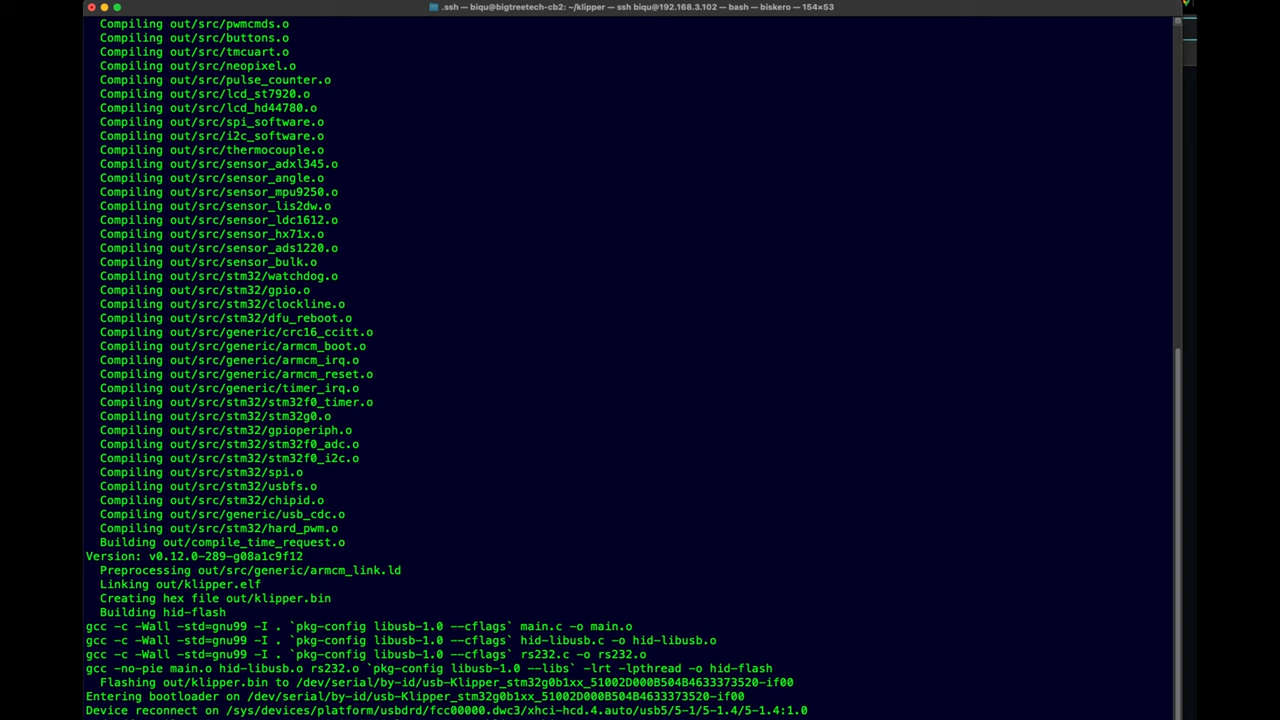 .ssh — biqu@bigtreetech-cb2: ~/klipper — ssh biqu@192.168.3.102 — bash — biskero — 154×53
Compiling out/src/pwmcmds.o
Compiling out/src/buttons.o
Compiling out/src/tmcuart.o
Compiling out/src/neopixel.o
Compiling out/src/pulse_counter.o
Compiling out/src/lcd_st7920.o
Compiling out/src/lcd_hd44780.o
Compiling out/src/spi_software.o
Compiling out/src/i2c_software.o
Compiling out/src/thermocouple.o
Compiling out/src/sensor_adxl345.o
Compiling out/src/sensor_angle.o
Compiling out/src/sensor_mpu9250.o
Compiling out/src/sensor_lis2dw.o
Compiling out/src/sensor_ldc1612.o
Compiling out/src/sensor_hx71x.o
Compiling out/src/sensor_ads1220.o
Compiling out/src/sensor_bulk.o
Compiling out/src/stm32/watchdog.o
Compiling out/src/stm32/gpio.o
Compiling out/src/stm32/clockline.o
Compiling out/src/stm32/dfu_reboot.o
Compiling out/src/generic/crc16_ccitt.o
Compiling out/src/generic/armcm_boot.o
Compiling out/src/generic/armcm_irq.o
Compiling out/src/generic/armcm_reset.o
Compiling out/src/generic/timer_irq.o
Compiling out/src/stm32/stm32f0_timer.o
Compiling out/src/stm32/stm32g0.o
Compiling out/src/stm32/gpioperiph.o
Compiling out/src/stm32/stm32f0_adc.o
Compiling out/src/stm32/stm32f0_i2c.o
Compiling out/src/stm32/spi.o
Compiling out/src/stm32/usbfs.o
Compiling out/src/stm32/chipid.o
Compiling out/src/generic/usb_cdc.o
Compiling out/src/stm32/hard_pwm.o
Building out/compile_time_request.o
Version: v0.12.0-289-g08a1c9f12
Preprocessing out/src/generic/armcm_link.ld
Linking out/klipper.elf
Creating hex file out/klipper.bin
Building hid-flash
gcc -c -Wall -std=gnu99 -I . `pkg-config libusb-1.0 --cflags` main.c -o main.o
gcc -c -Wall -std=gnu99 -I . `pkg-config libusb-1.0 --cflags` hid-libusb.c -o hid-libusb.o
gcc -c -Wall -std=gnu99 -I . `pkg-config libusb-1.0 --cflags` rs232.c -o rs232.o
gcc -no-pie main.o hid-libusb.o rs232.o `pkg-config libusb-1.0 --libs` -lrt -lpthread -o hid-flash
Flashing out/klipper.bin to /dev/serial/by-id/usb-Klipper_stm32g0b1xx_51002D000B504B4633373520-if00
Entering bootloader on /dev/serial/by-id/usb-Klipper_stm32g0b1xx_51002D000B504B4633373520-if00
Device reconnect on /sys/devices/platform/usbdrd/fcc00000.dwc3/xhci-hcd.4.auto/usb5/5-1/5-1.4/5-1.4:1.0